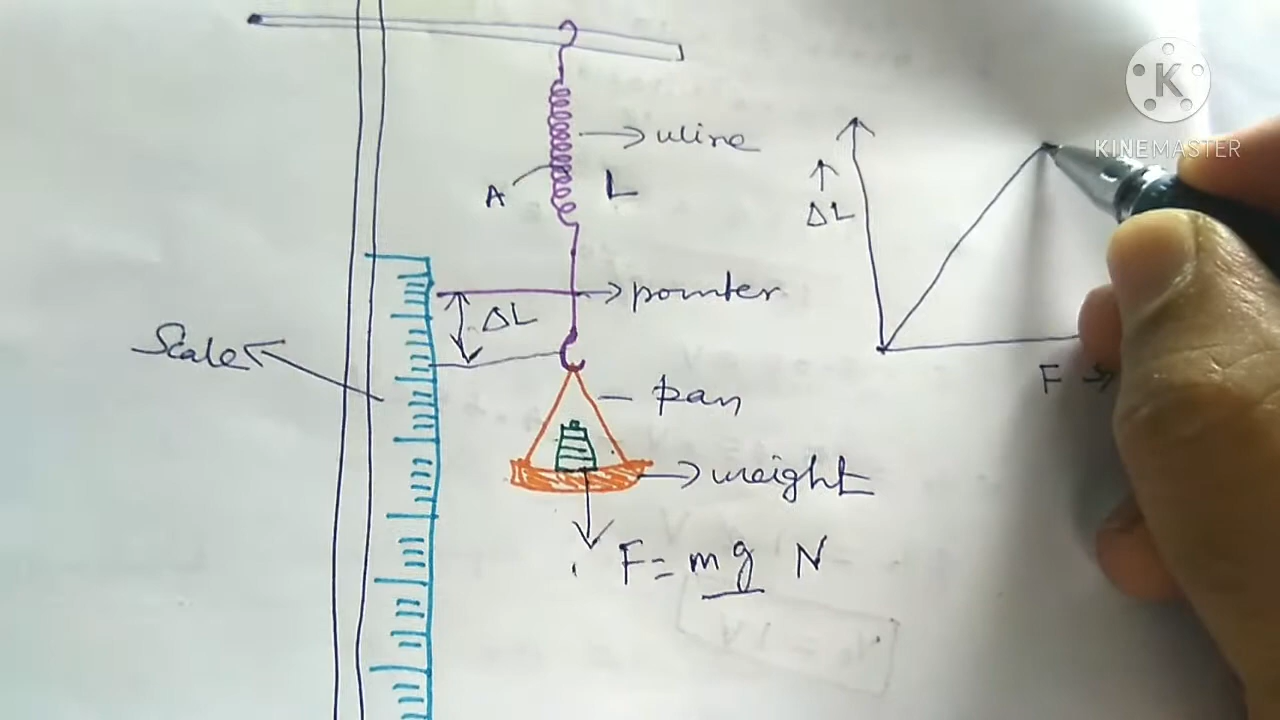 K
KINEMASTER
wire
A
L
ΔL
pointer
ΔL
Scale
F
pan
weight
F = mg N